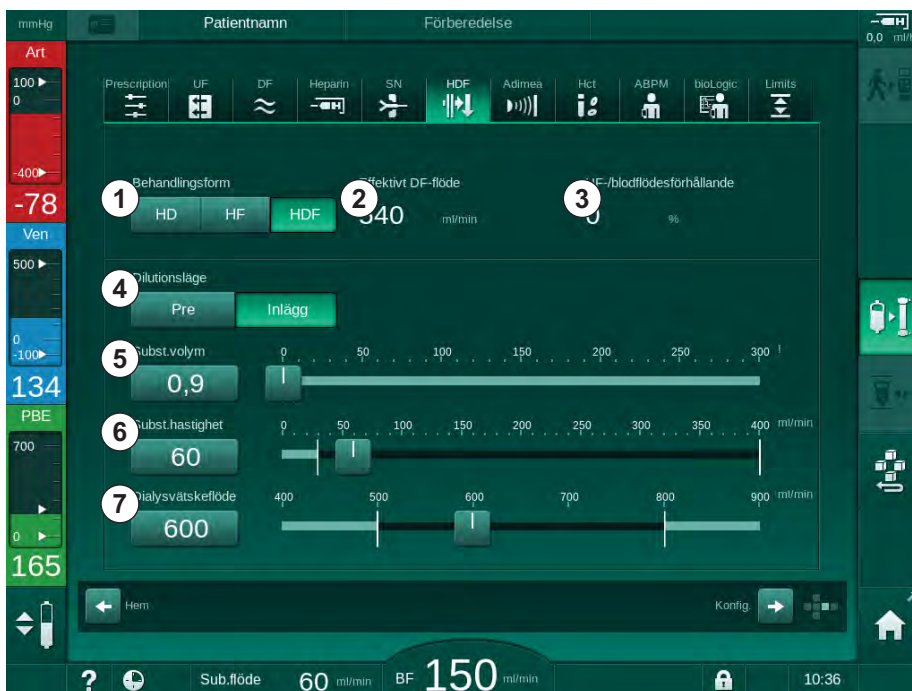 mmHg
Patientnamn
Förberedelse
0,0 ml/h
Art
100
0
-400
-78
Ven
500
0
-100
134
PBE
700
0
165
Prescription
UF
DF
Heparin
SN
HDF
Adimea
Hct
ABPM
bioLogic
Limits
1
Behandlingsform
HD HF HDF
2
Effektivt DF-flöde
540 ml/min
3
UF-/blodflödesförhållande
0 %
4
Dilutionsläge
Pre Inlägg
5
Subst.volym
0,9
0 50 100 150 200 250 300 l
6
Subst.hastighet
60
0 50 100 150 200 250 300 350 400 ml/min
7
Dialysvätskeflöde
600
400 500 600 700 800 900 ml/min
Hem
Konfig.
? Sub.flöde 60 ml/min BF 150 ml/min 10:36